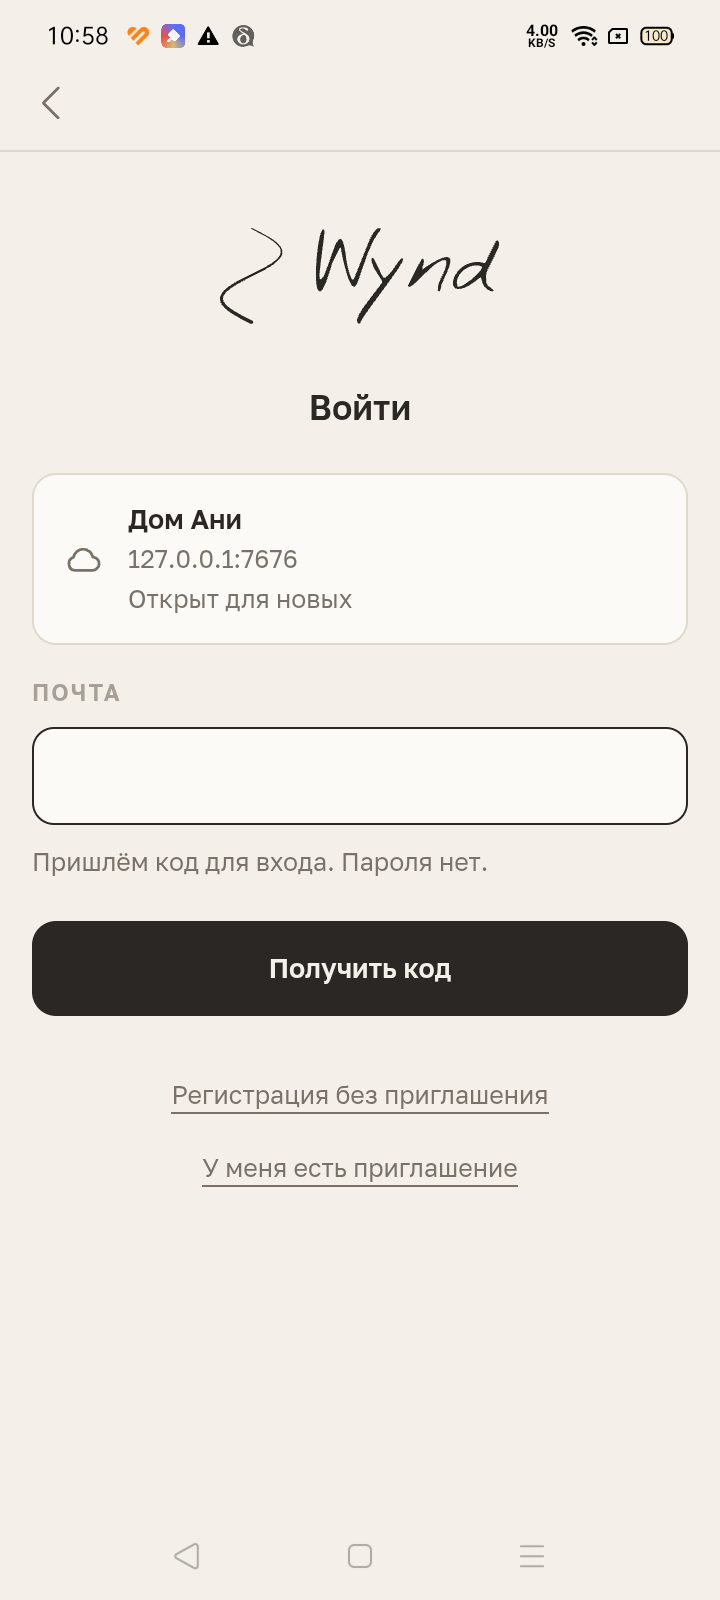 10:58
4.00
KB/S
100
Wynd
Войти
Дом Ани
127.0.0.1:7676
Открыт для новых
ПОЧТА
Пришлём код для входа. Пароля нет.
Получить код
Регистрация без приглашения
У меня есть приглашение